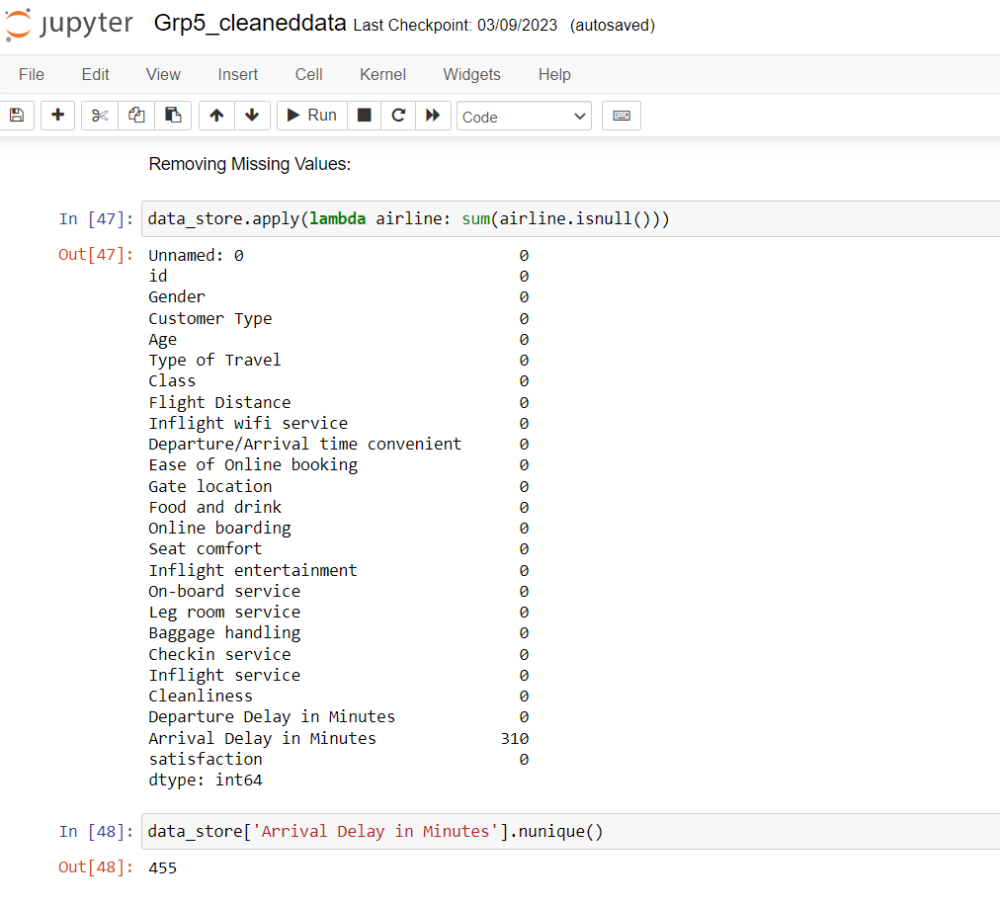 jupyter Grp5_cleaneddata Last Checkpoint: 03/09/2023 (autosaved)
File Edit View Insert Cell Kernel Widgets Help
Run Code
Removing Missing Values:
In [47]: data_store.apply(lambda airline: sum(airline.isnull()))
Out[47]: Unnamed: 0 0
id 0
Gender 0
Customer Type 0
Age 0
Type of Travel 0
Class 0
Flight Distance 0
Inflight wifi service 0
Departure/Arrival time convenient 0
Ease of Online booking 0
Gate location 0
Food and drink 0
Online boarding 0
Seat comfort 0
Inflight entertainment 0
On-board service 0
Leg room service 0
Baggage handling 0
Checkin service 0
Inflight service 0
Cleanliness 0
Departure Delay in Minutes 0
Arrival Delay in Minutes 310
satisfaction 0
dtype: int64
In [48]: data_store['Arrival Delay in Minutes'].nunique()
Out[48]: 455